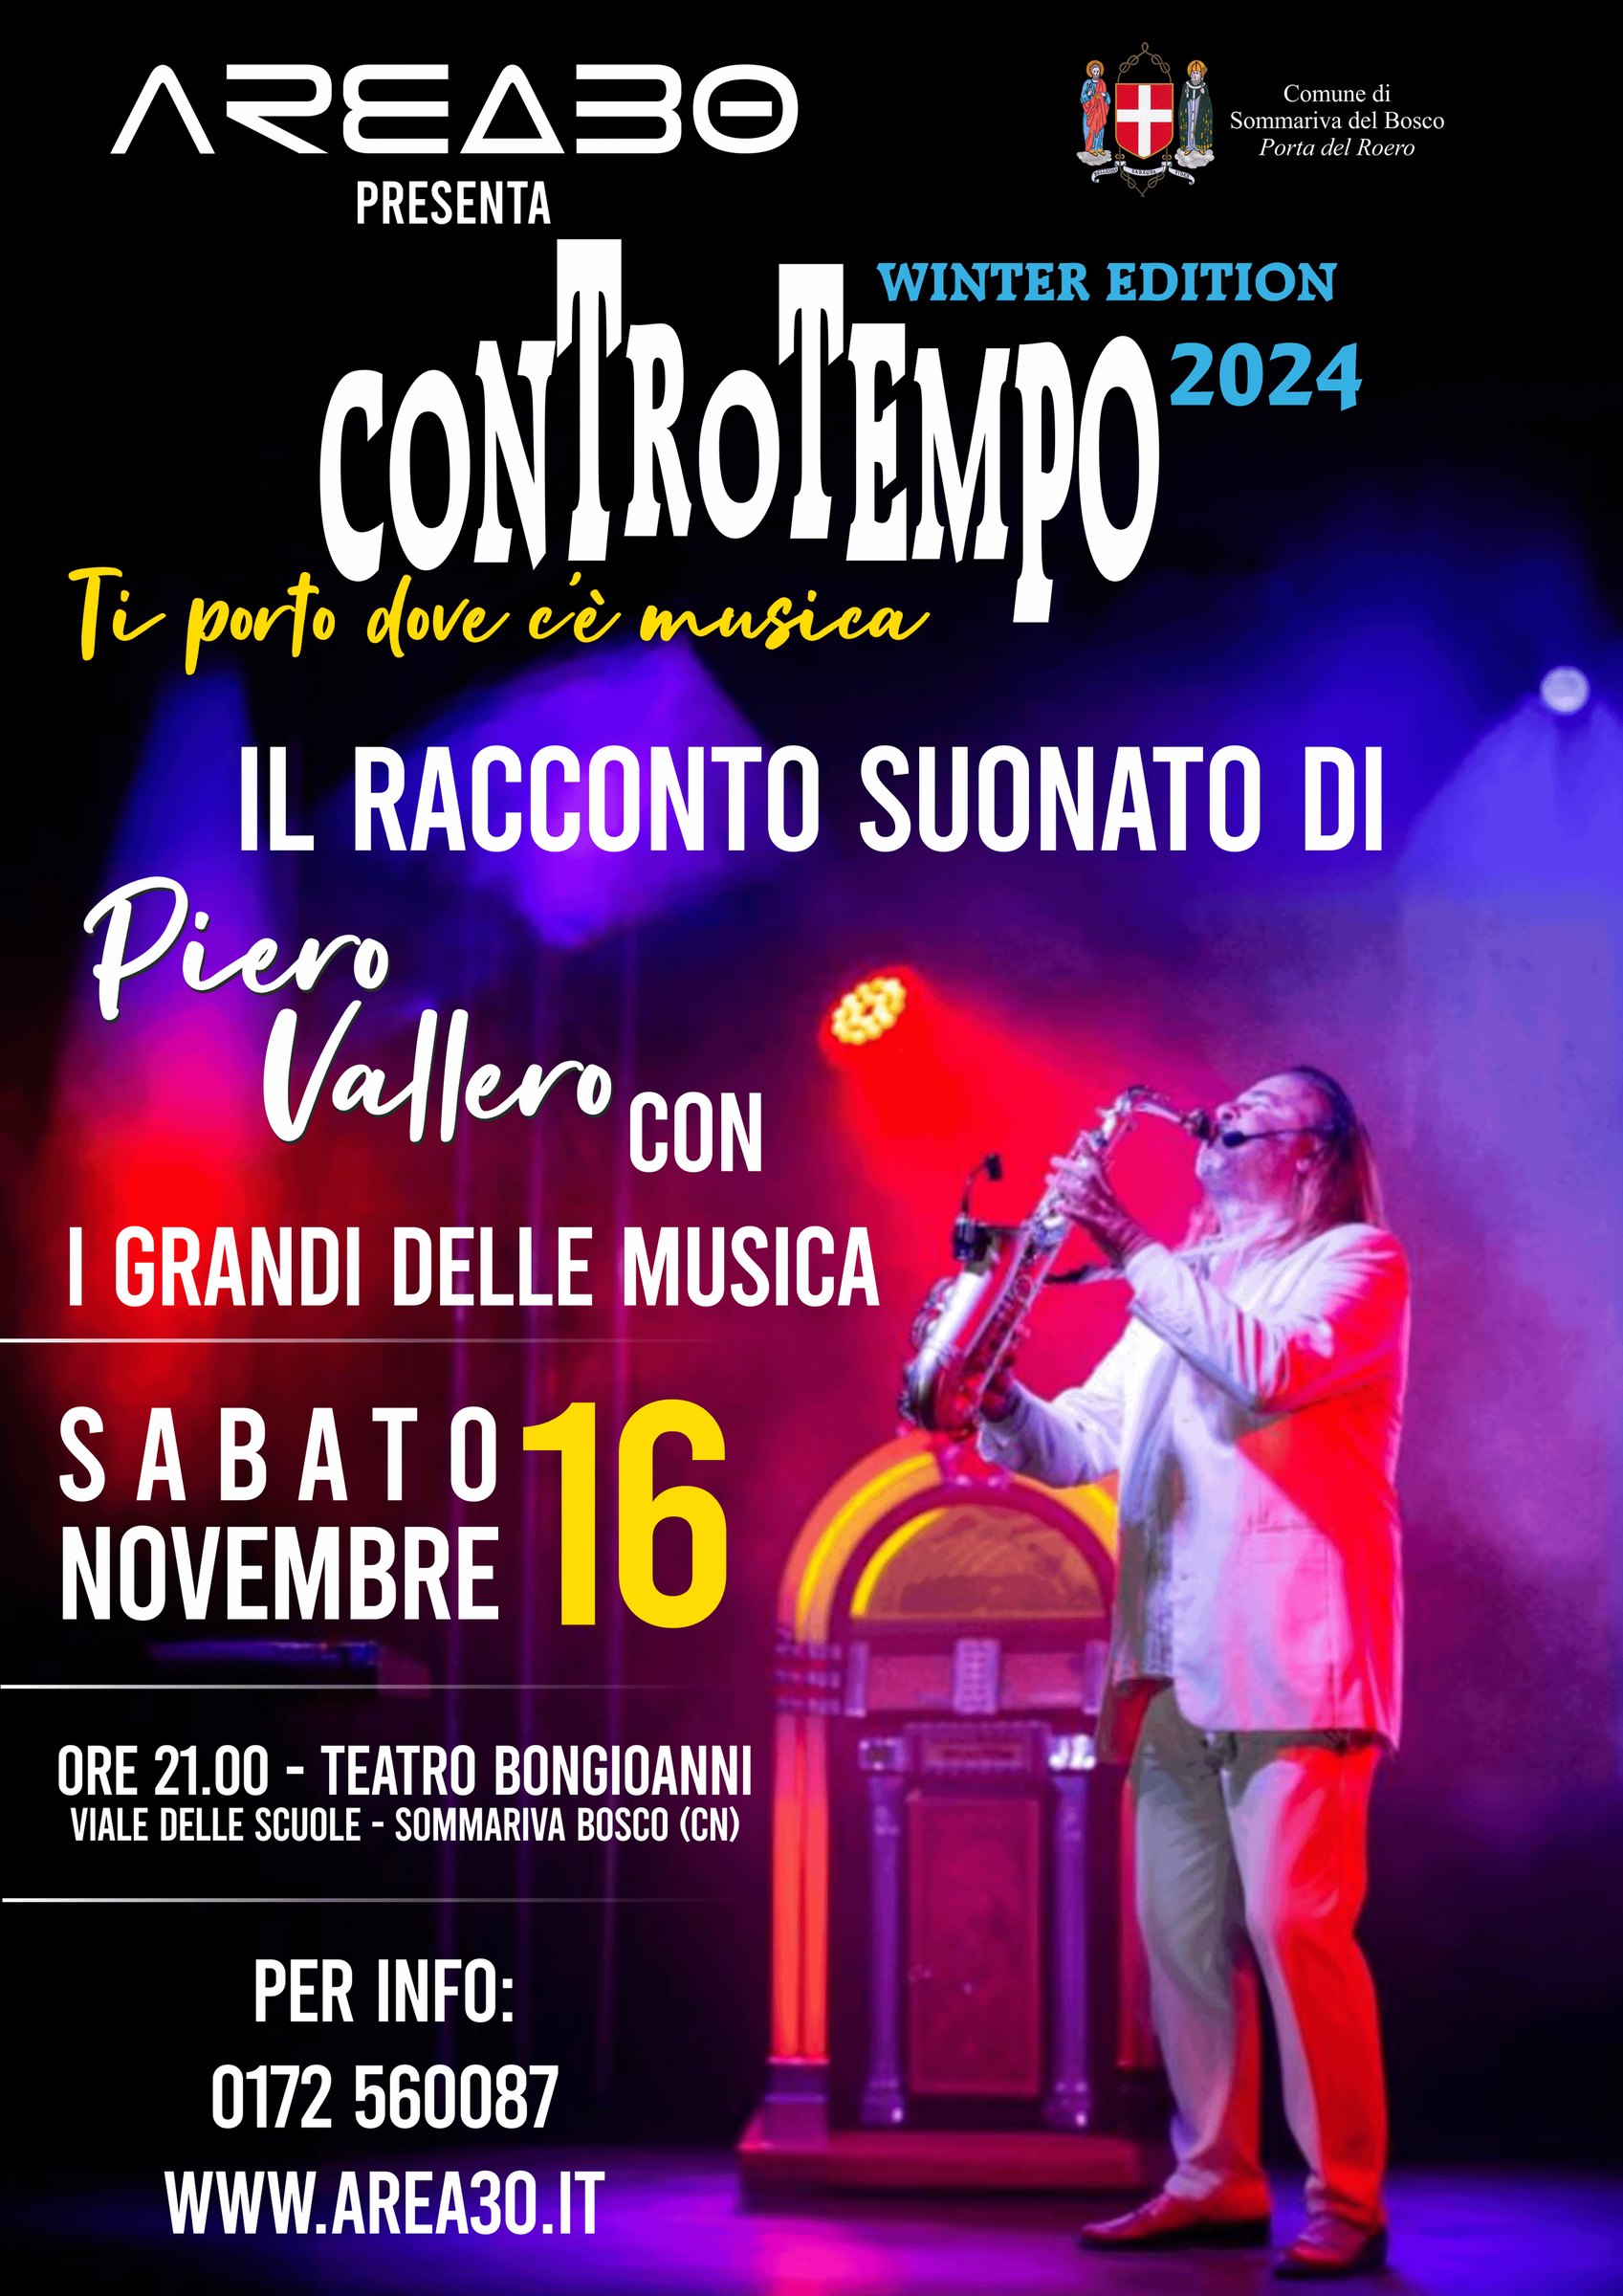 AREA30
PRESENTA
Comune di
Sommariva del Bosco
Porta del Roero
WINTER EDITION
CONTROTEMPO
2024
Ti porto dove c'è musica
IL RACCONTO SUONATO DI
Piero
Vallero CON
I GRANDI DELLE MUSICA
SABATO
NOVEMBRE
16
ORE 21.00 - TEATRO BONGIOANNI
VIALE DELLE SCUOLE - SOMMARIVA BOSCO (CN)
PER INFO:
0172 560087
WWW.AREA30.IT